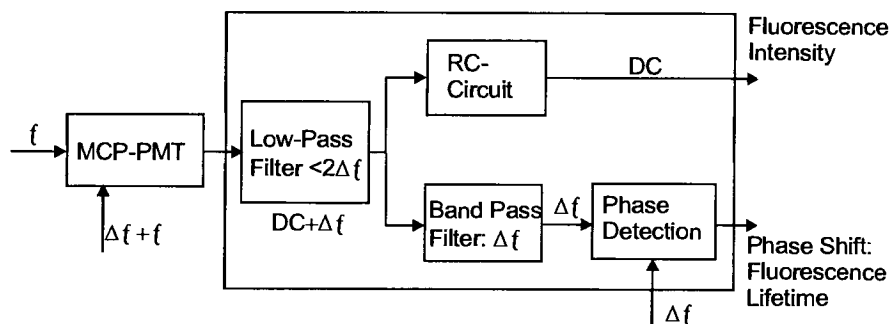 Fluorescence
Intensity
RC-
Circuit
DC
f
MCP-PMT
Low-Pass
Filter <2Δf
Δf+f
DC+Δf
Band Pass
Filter: Δf
Δf
Phase
Detection
Phase Shift:
Fluorescence
Lifetime
Δf